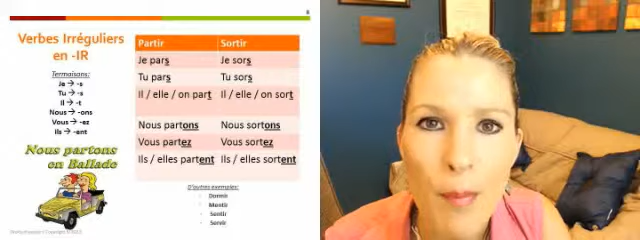 8
Verbes Irréguliers
en -IR
Termaisons:
Je → -s
Tu → -s
Il → -t
Nous → -ons
Vous → -ez
Ils → -ent
Nous partons
en Ballade
Partir Sortir
Je pars Je sors
Tu pars Tu sors
Il / elle / on part Il / elle / on sort
Nous partons Nous sortons
Vous partez Vous sortez
Ils / elles partent Ils / elles sortent
D'autres exemples:
Dormir
Mentir
Sentir
Servir